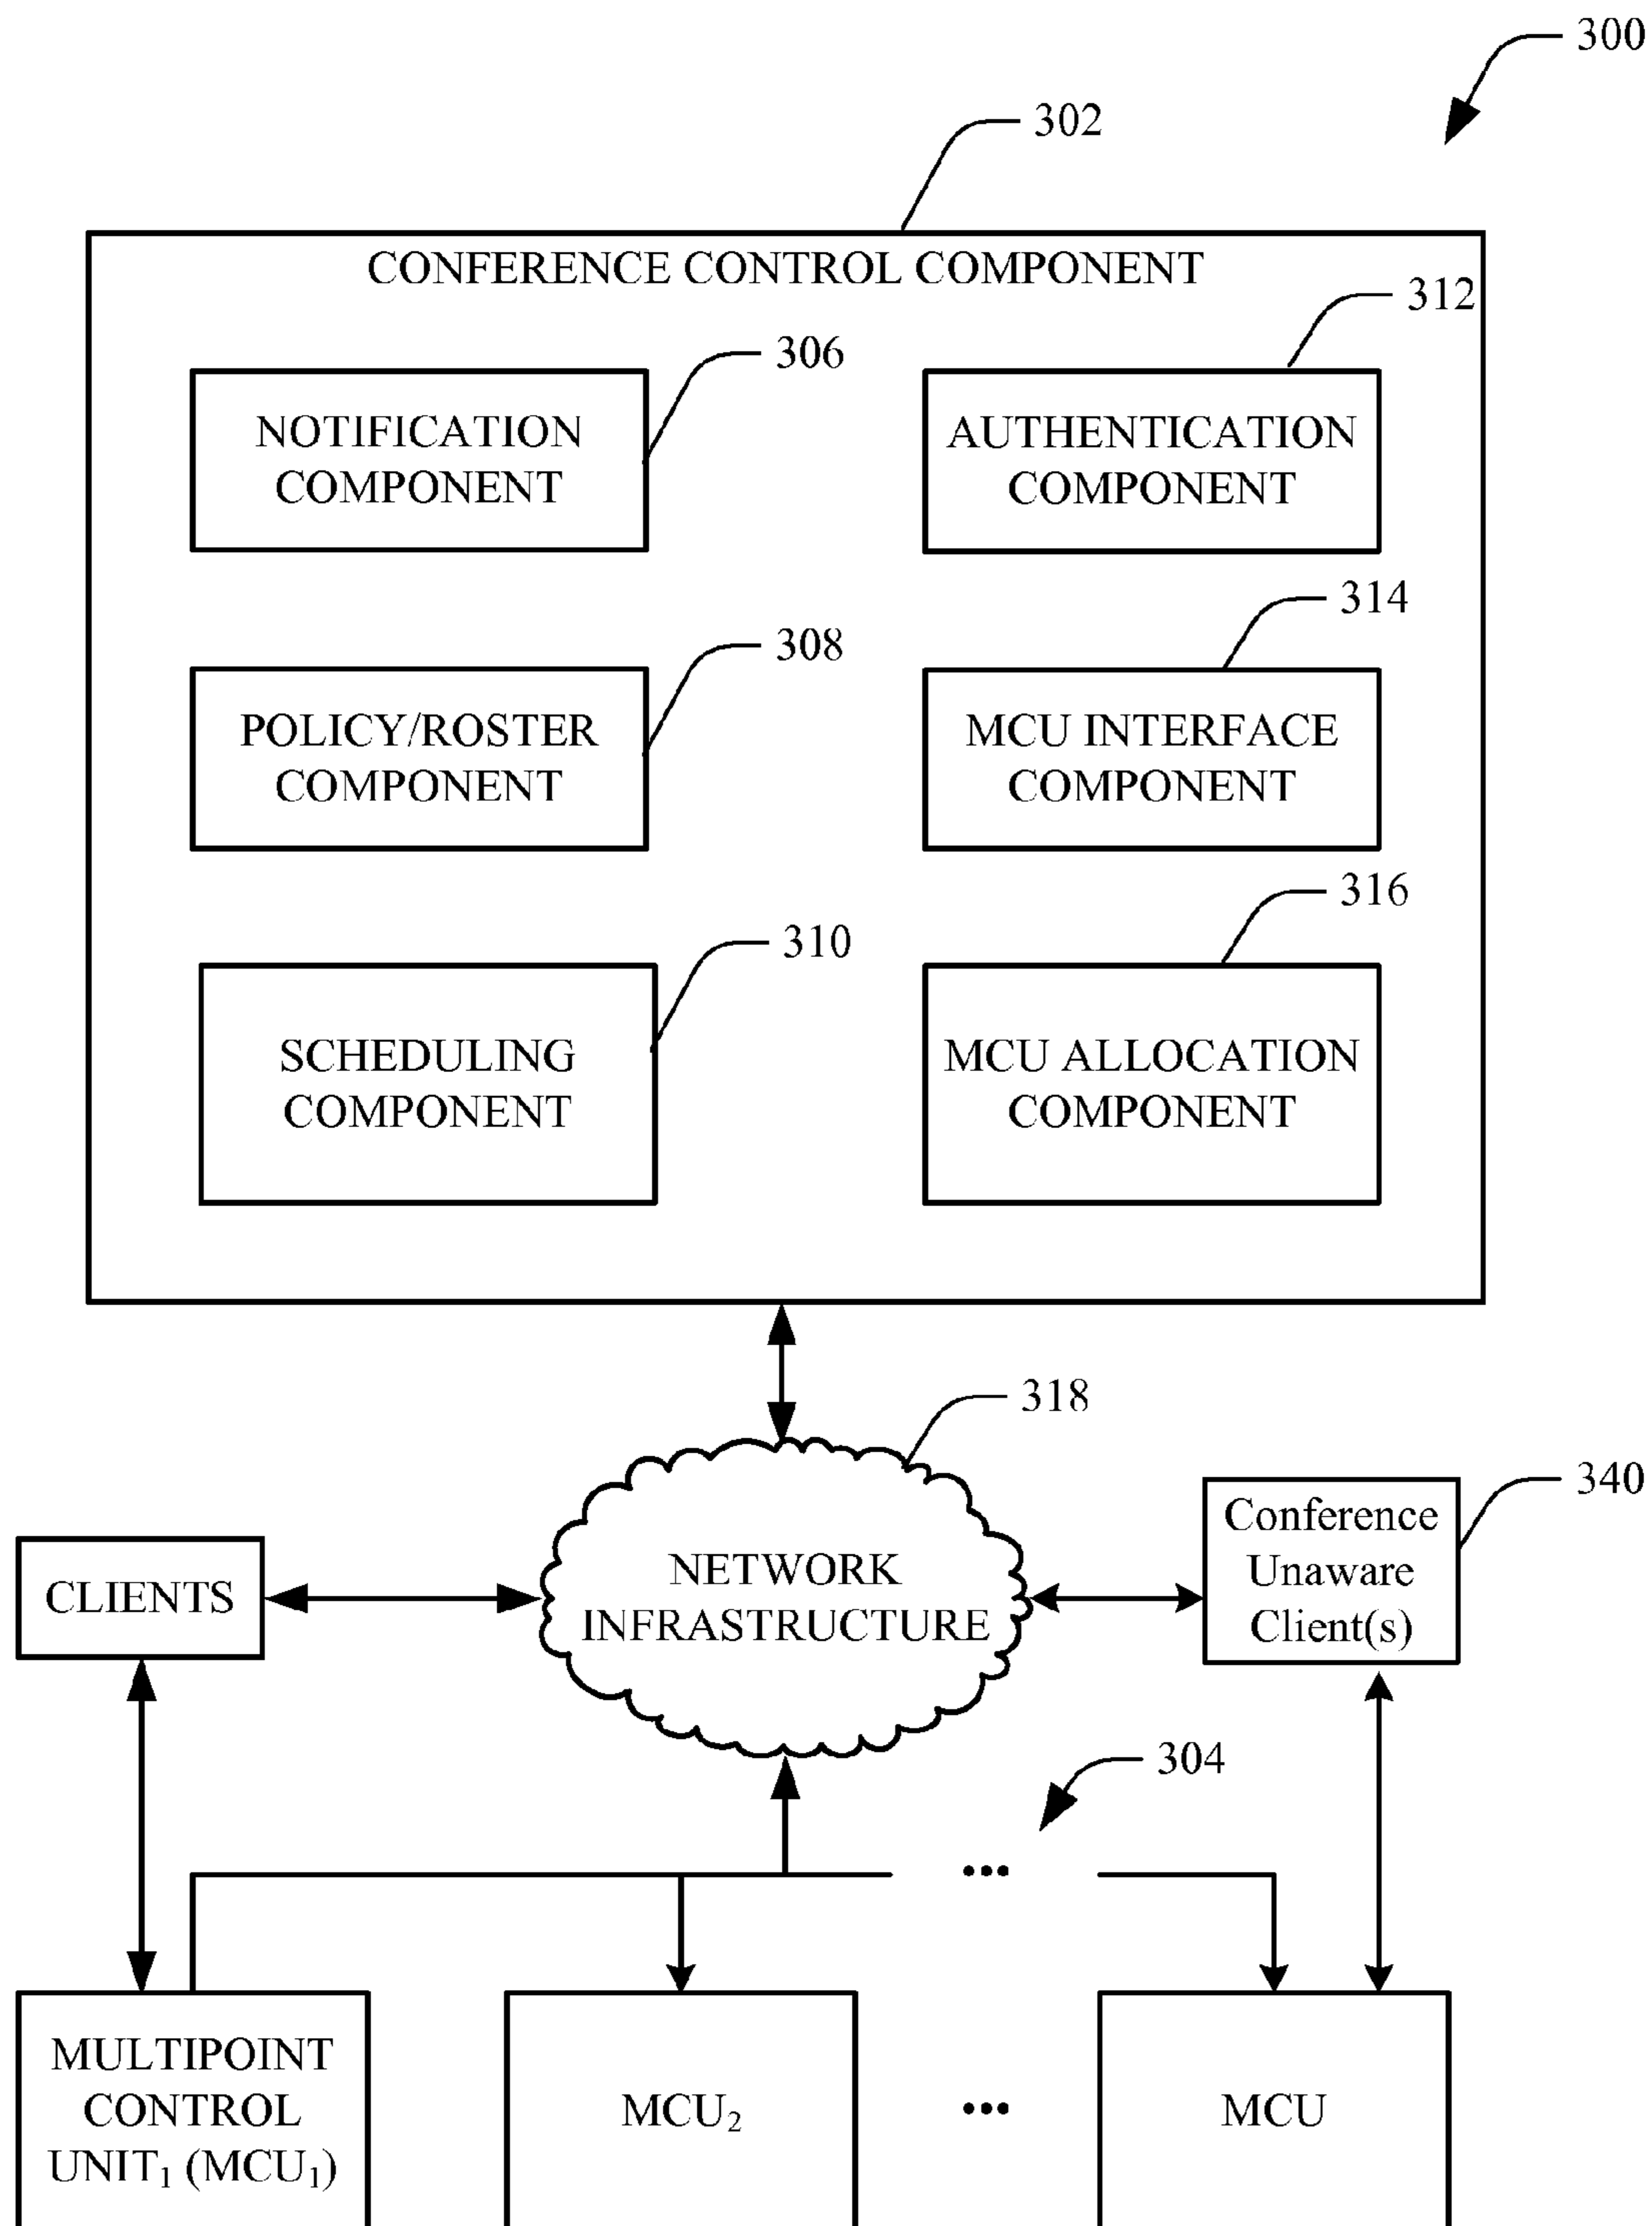 300
302
CONFERENCE CONTROL COMPONENT
312
306
NOTIFICATION
COMPONENT
AUTHENTICATION
COMPONENT
314
308
POLICY/ROSTER
COMPONENT
MCU INTERFACE
COMPONENT
316
310
SCHEDULING
COMPONENT
MCU ALLOCATION
COMPONENT
318
340
CLIENTS
NETWORK
INFRASTRUCTURE
Conference
Unaware
Client(s)
304
...
MULTIPOINT
CONTROL
UNIT₁ (MCU₁)
MCU₂
...
MCU